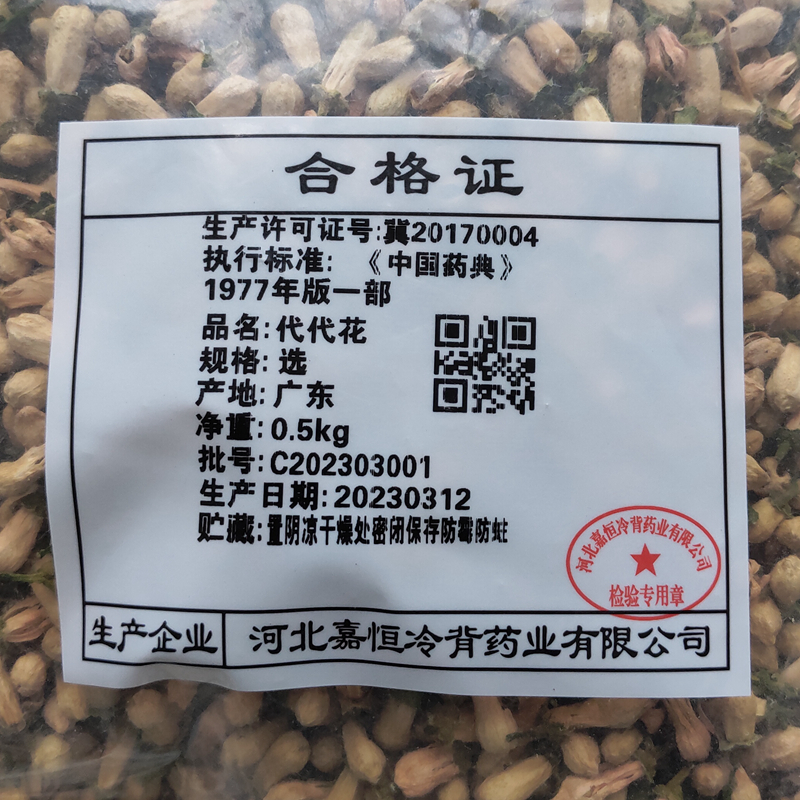 合格证
生产许可证号:冀20170004
执行标准: 《中国药典》
1977年版一部
品名:代代花
规格:选
产地:广东
净重:0.5kg
批号:C202303001
生产日期:20230312
贮藏:置阴凉干燥处密闭保存防霉防蛀
河北嘉恒冷背药业有限公司
检验专用章
生产企业 河北嘉恒冷背药业有限公司